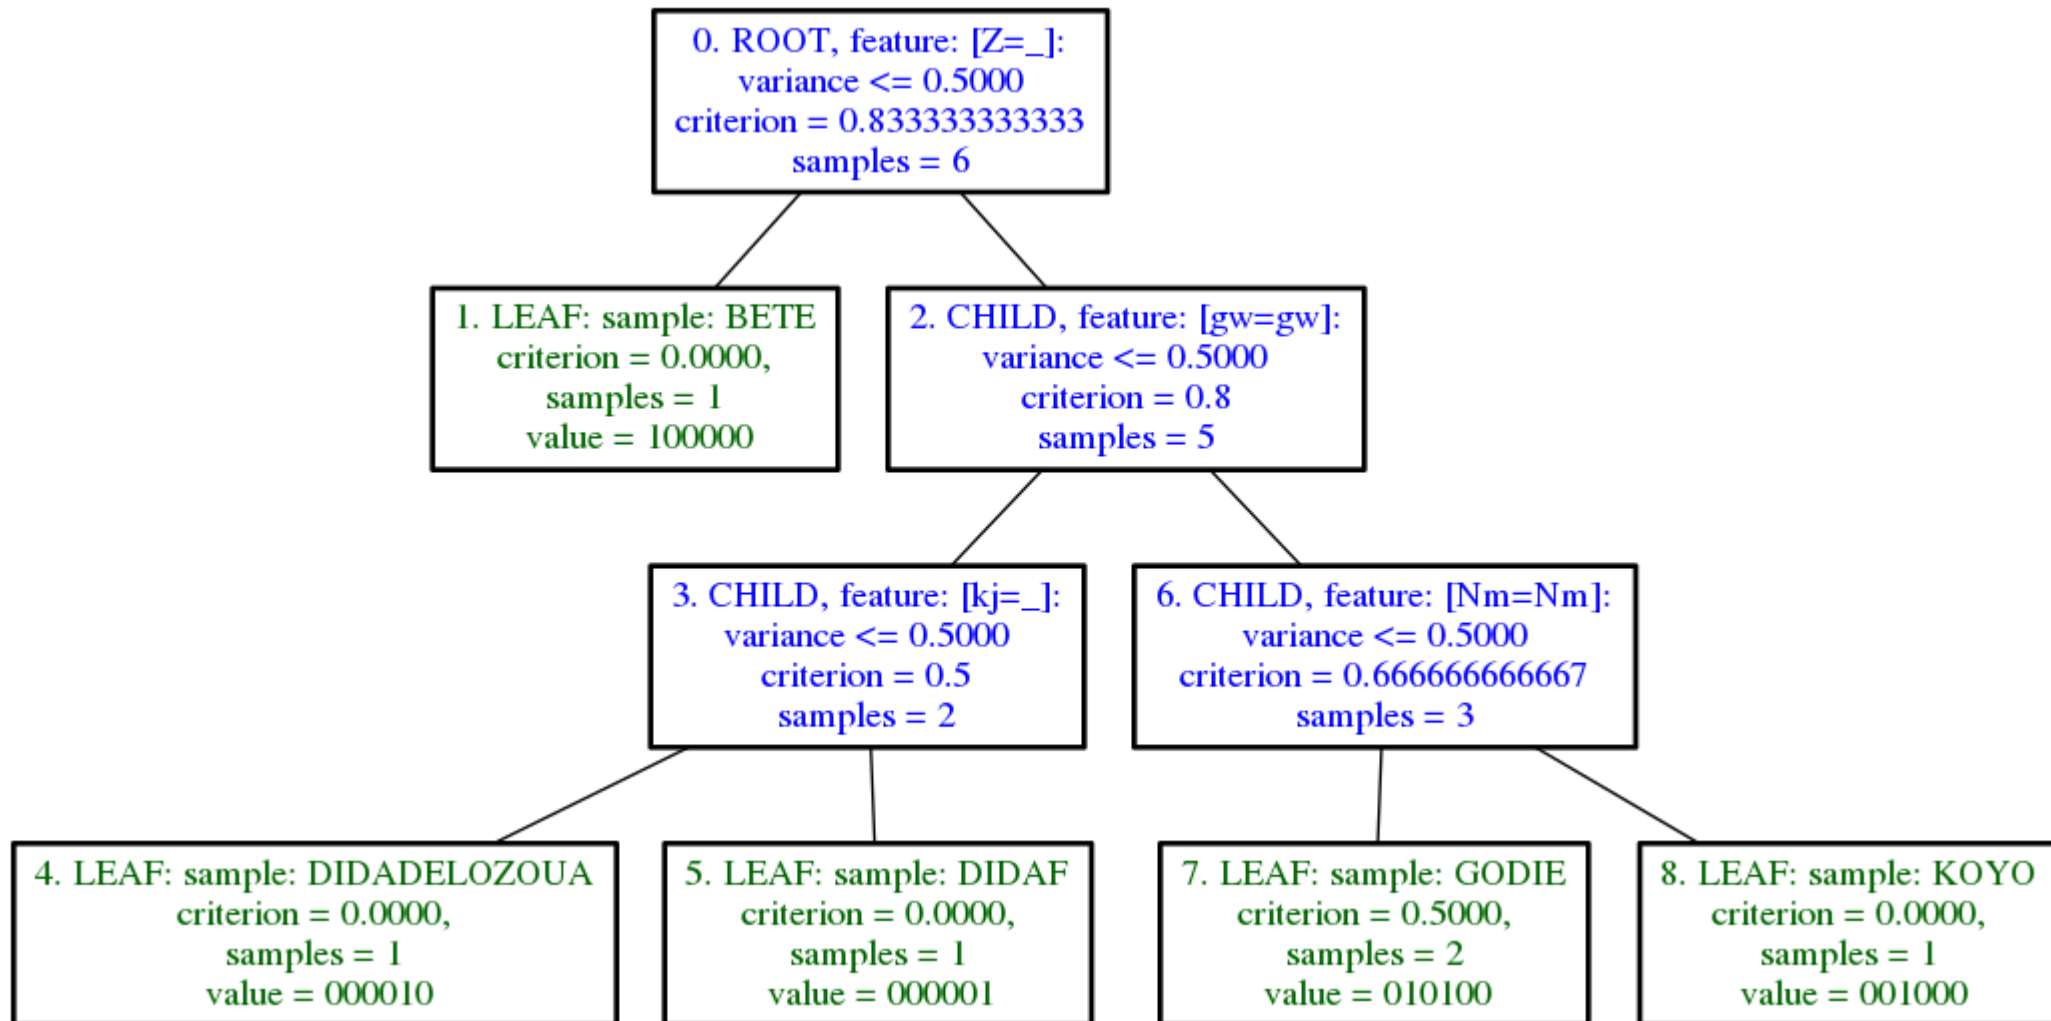 0. ROOT, feature: [Z=_]:
variance <= 0.5000
criterion = 0.833333333333
samples = 6
1. LEAF: sample: BETE
criterion = 0.0000,
samples = 1
value = 100000
2. CHILD, feature: [gw=gw]:
variance <= 0.5000
criterion = 0.8
samples = 5
3. CHILD, feature: [kj=_]:
variance <= 0.5000
criterion = 0.5
samples = 2
6. CHILD, feature: [Nm=Nm]:
variance <= 0.5000
criterion = 0.666666666667
samples = 3
4. LEAF: sample: DIDADELOZOUA
criterion = 0.0000,
samples = 1
value = 000010
5. LEAF: sample: DIDAF
criterion = 0.0000,
samples = 1
value = 000001
7. LEAF: sample: GODIE
criterion = 0.5000,
samples = 2
value = 010100
8. LEAF: sample: KOYO
criterion = 0.0000,
samples = 1
value = 001000